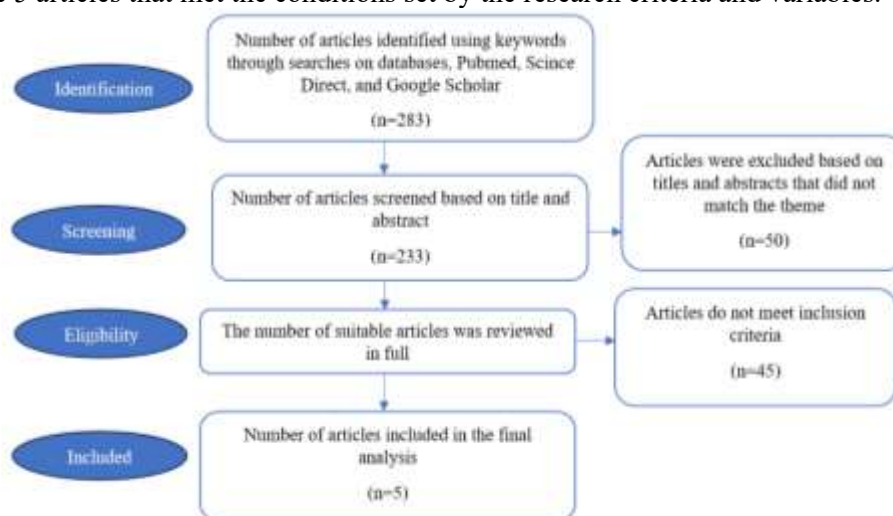 5 articles that met the conditions set by the research criteria and variables.
Number of articles identified using keywords
through searches on databases, Pubmed, Scince
Direct, and Google Scholar
(n=283)
Identification
Articles were excluded based on
titles and abstracts that did not
match the theme
(n=50)
Number of articles screened based on title and
abstract
(n=233)
Screening
Articles do not meet inclusion
criteria
(n=45)
The number of suitable articles was reviewed
in full
Eligibility
Number of articles included in the final
analysis
(n=5)
Included